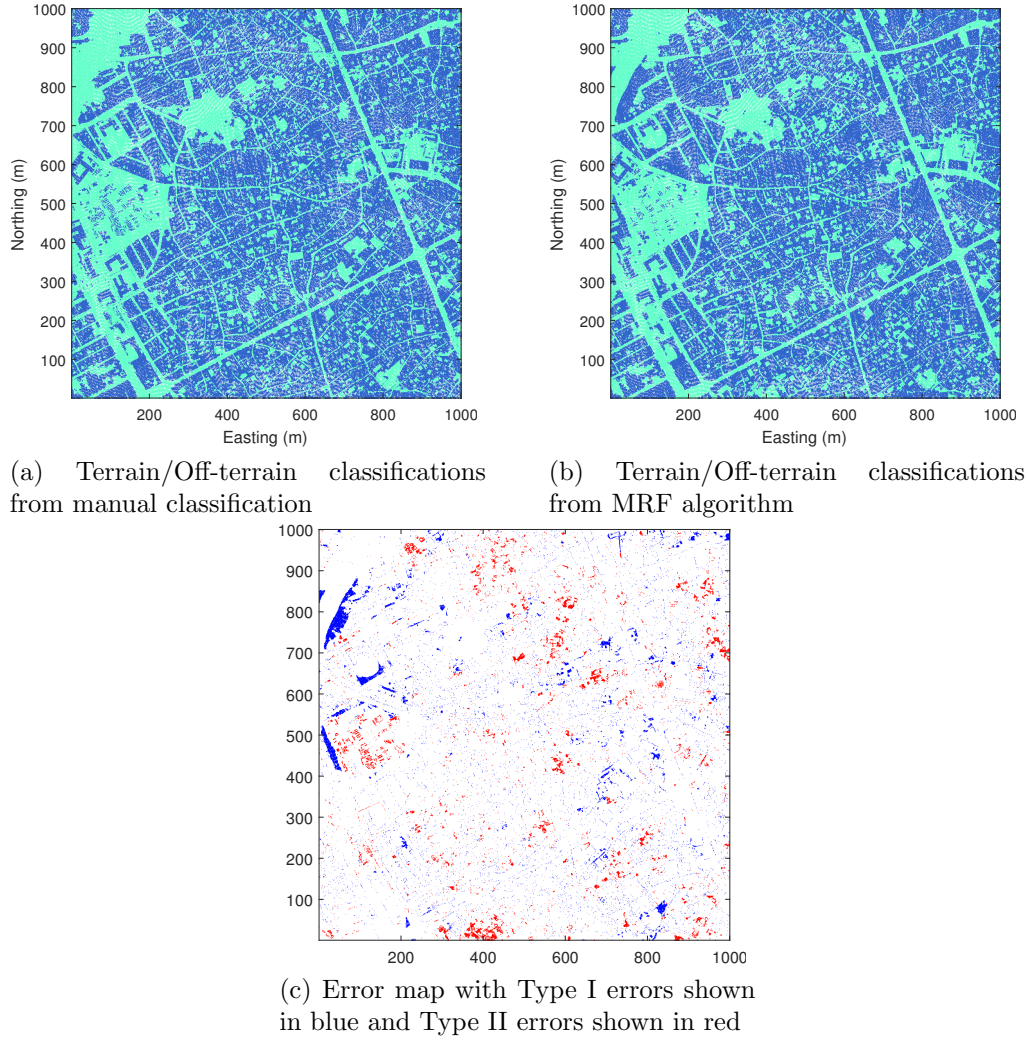 1000
900
800
700
600
500
400
300
200
100
Northing (m)
200 400 600 800 1000
Easting (m)
(a) Terrain/Off-terrain classifications
from manual classification
1000
900
800
700
600
500
400
300
200
100
Northing (m)
200 400 600 800 1000
Easting (m)
(b) Terrain/Off-terrain classifications
from MRF algorithm
1000
900
800
700
600
500
400
300
200
100
200 400 600 800 1000
(c) Error map with Type I errors shown
in blue and Type II errors shown in red